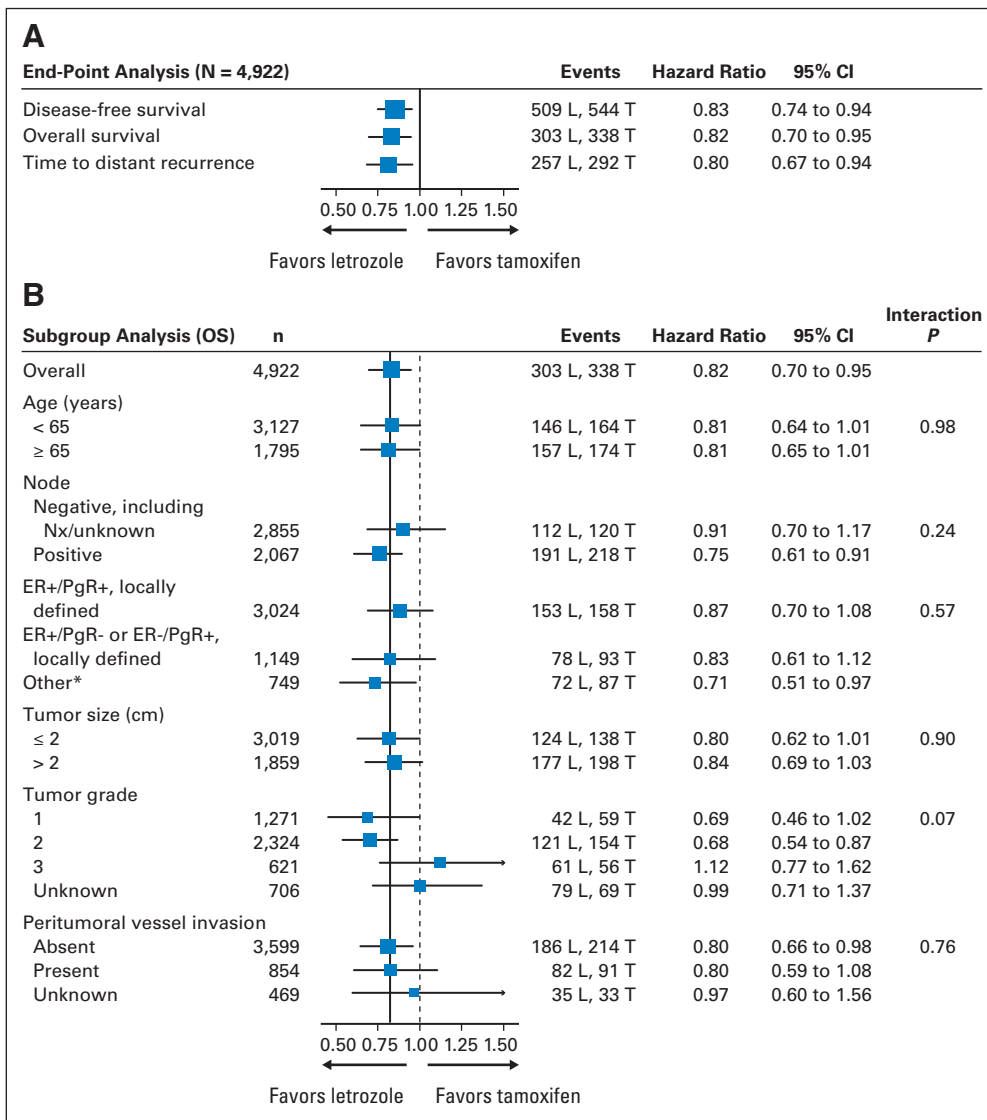 A
End-Point Analysis (N = 4,922) Events Hazard Ratio 95% CI
Disease-free survival 509 L, 544 T 0.83 0.74 to 0.94
Overall survival 303 L, 338 T 0.82 0.70 to 0.95
Time to distant recurrence 257 L, 292 T 0.80 0.67 to 0.94
0.50 0.75 1.00 1.25 1.50
Favors letrozole Favors tamoxifen
B
Interaction
Subgroup Analysis (OS) n Events Hazard Ratio 95% CI P
Overall 4,922 303 L, 338 T 0.82 0.70 to 0.95
Age (years)
< 65 3,127 146 L, 164 T 0.81 0.64 to 1.01 0.98
≥ 65 1,795 157 L, 174 T 0.81 0.65 to 1.01
Node
Negative, including
Nx/unknown 2,855 112 L, 120 T 0.91 0.70 to 1.17 0.24
Positive 2,067 191 L, 218 T 0.75 0.61 to 0.91
ER+/PgR+, locally
defined 3,024 153 L, 158 T 0.87 0.70 to 1.08 0.57
ER+/PgR- or ER-/PgR+,
locally defined 1,149 78 L, 93 T 0.83 0.61 to 1.12
Other* 749 72 L, 87 T 0.71 0.51 to 0.97
Tumor size (cm)
≤ 2 3,019 124 L, 138 T 0.80 0.62 to 1.01 0.90
> 2 1,859 177 L, 198 T 0.84 0.69 to 1.03
Tumor grade
1 1,271 42 L, 59 T 0.69 0.46 to 1.02 0.07
2 2,324 121 L, 154 T 0.68 0.54 to 0.87
3 621 61 L, 56 T 1.12 0.77 to 1.62
Unknown 706 79 L, 69 T 0.99 0.71 to 1.37
Peritumoral vessel invasion
Absent 3,599 186 L, 214 T 0.80 0.66 to 0.98 0.76
Present 854 82 L, 91 T 0.80 0.59 to 1.08
Unknown 469 35 L, 33 T 0.97 0.60 to 1.56
0.50 0.75 1.00 1.25 1.50
Favors letrozole Favors tamoxifen